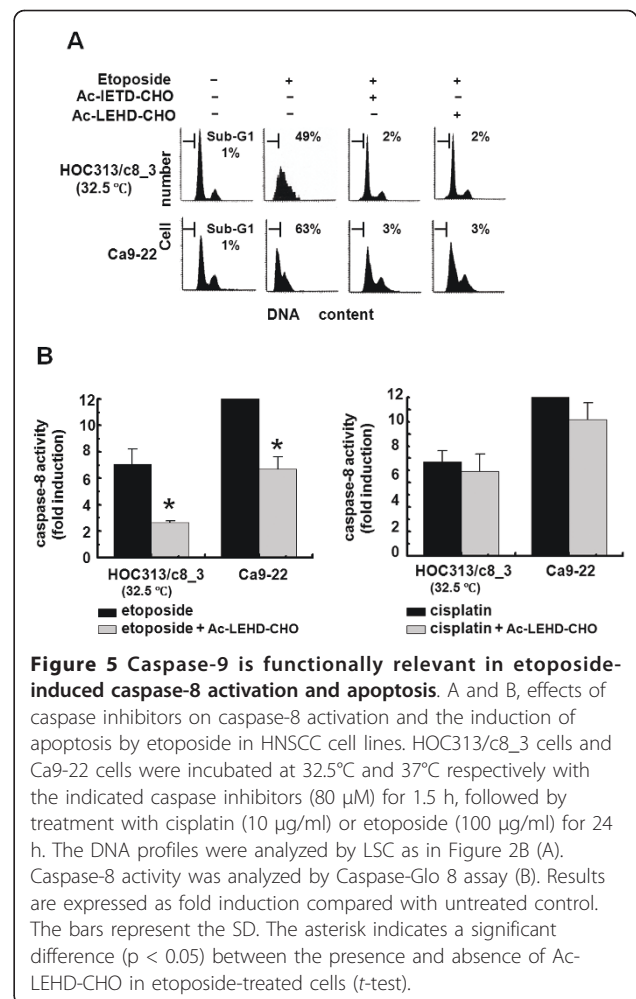 A
Etoposide – + + +
Ac-IETD-CHO – – + –
Ac-LEHD-CHO – – – +
Sub-G1
1% 49% 2% 2%
HOC313/c8_3
(32.5 ℃)
Cell number
Sub-G1
1% 63% 3% 3%
Ca9-22
DNA content
B
caspase-8 activity
(fold induction)
12
10
8
6
4
2
0
*
*
HOC313/c8_3
(32.5 ℃)
Ca9-22
etoposide
etoposide + Ac-LEHD-CHO
caspase-8 activity
(fold induction)
12
10
8
6
4
2
0
HOC313/c8_3
(32.5 ℃)
Ca9-22
cisplatin
cisplatin + Ac-LEHD-CHO
Figure 5 Caspase-9 is functionally relevant in etoposide-
induced caspase-8 activation and apoptosis. A and B, effects of
caspase inhibitors on caspase-8 activation and the induction of
apoptosis by etoposide in HNSCC cell lines. HOC313/c8_3 cells and
Ca9-22 cells were incubated at 32.5°C and 37°C respectively with
the indicated caspase inhibitors (80 μM) for 1.5 h, followed by
treatment with cisplatin (10 μg/ml) or etoposide (100 μg/ml) for 24
h. The DNA profiles were analyzed by LSC as in Figure 2B (A).
Caspase-8 activity was analyzed by Caspase-Glo 8 assay (B). Results
are expressed as fold induction compared with untreated control.
The bars represent the SD. The asterisk indicates a significant
difference (p < 0.05) between the presence and absence of Ac-
LEHD-CHO in etoposide-treated cells (t-test).